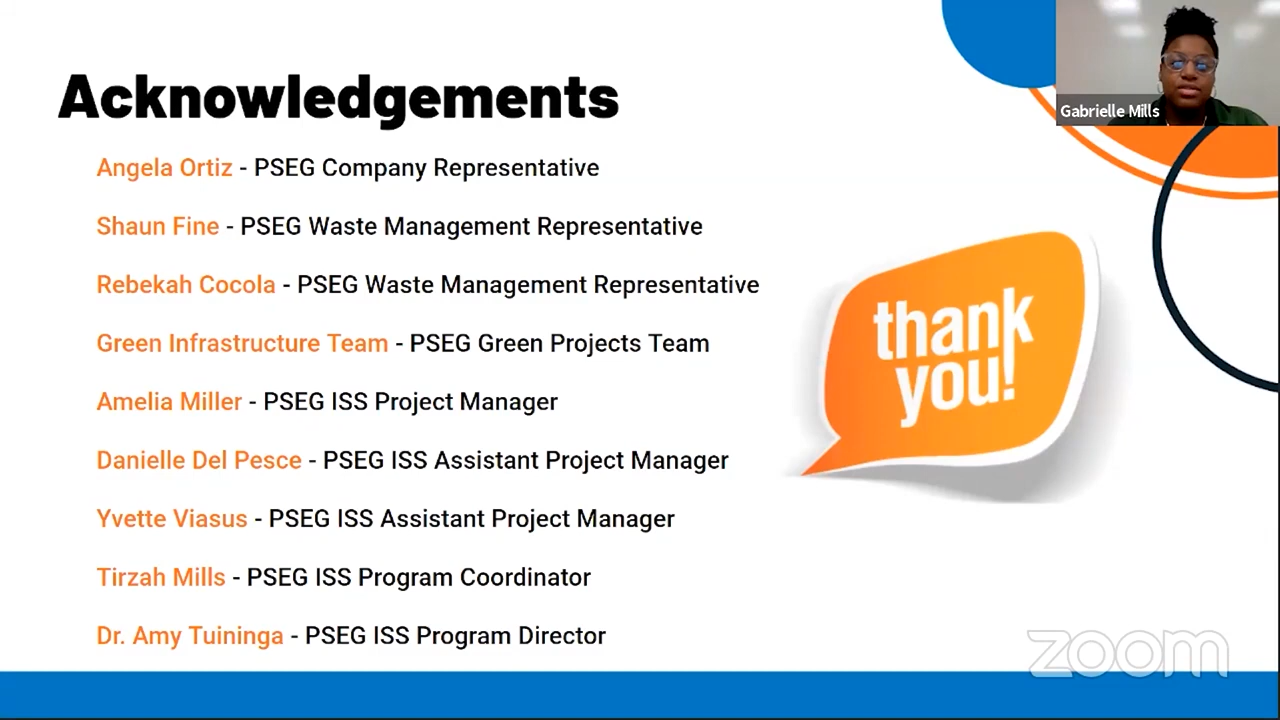 Acknowledgements
Gabrielle Mills
Angela Ortiz - PSEG Company Representative
Shaun Fine - PSEG Waste Management Representative
Rebekah Cocola - PSEG Waste Management Representative
Green Infrastructure Team - PSEG Green Projects Team
Amelia Miller - PSEG ISS Project Manager
Danielle Del Pesce - PSEG ISS Assistant Project Manager
Yvette Viasus - PSEG ISS Assistant Project Manager
Tirzah Mills - PSEG ISS Program Coordinator
Dr. Amy Tuininga - PSEG ISS Program Director
thank
you!
zoom